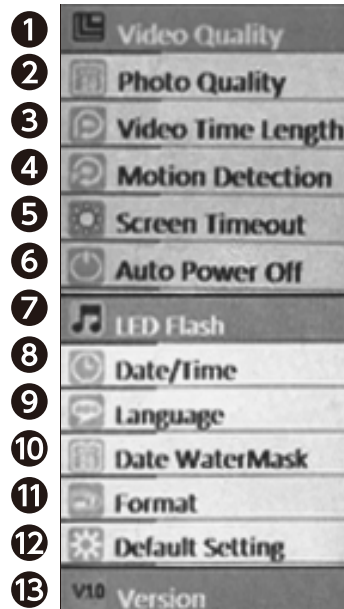 1 Video Quality
2 Photo Quality
3 Video Time Length
4 Motion Detection
5 Screen Timeout
6 Auto Power Off
7 LED Flash
8 Date/Time
9 Language
10 Date WaterMask
11 Format
12 Default Setting
13 V1.0 Version